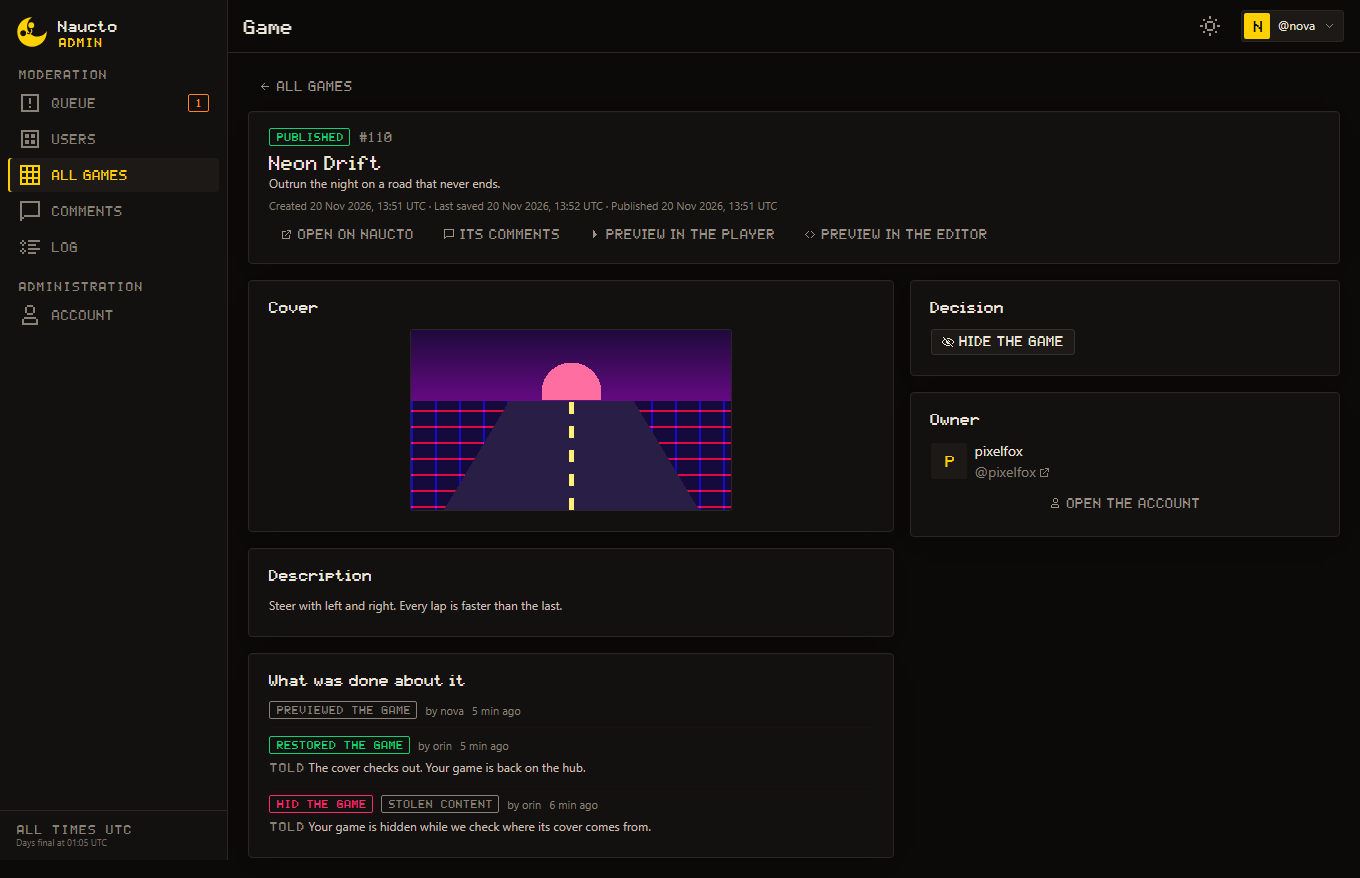 Naucto
ADMIN
Game
N @nova
MODERATION
QUEUE 1
USERS
ALL GAMES
COMMENTS
LOG
ADMINISTRATION
ACCOUNT
ALL TIMES UTC
Days final at 01:05 UTC
← ALL GAMES
PUBLISHED #110
Neon Drift
Outrun the night on a road that never ends.
Created 20 Nov 2026, 13:51 UTC · Last saved 20 Nov 2026, 13:52 UTC · Published 20 Nov 2026, 13:51 UTC
OPEN ON NAUCTO ITS COMMENTS PREVIEW IN THE PLAYER PREVIEW IN THE EDITOR
Cover
Description
Steer with left and right. Every lap is faster than the last.
What was done about it
PREVIEWED THE GAME by nova 5 min ago
RESTORED THE GAME by orin 5 min ago
TOLD The cover checks out. Your game is back on the hub.
HID THE GAME STOLEN CONTENT by orin 6 min ago
TOLD Your game is hidden while we check where its cover comes from.
Decision
HIDE THE GAME
Owner
P pixelfox
@pixelfox
OPEN THE ACCOUNT